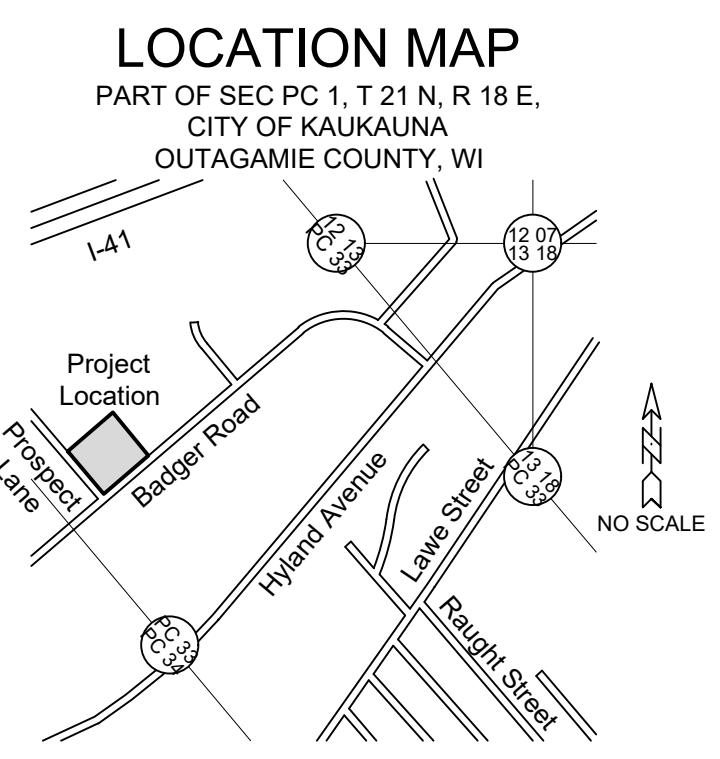 LOCATION MAP
PART OF SEC PC 1, T 21 N, R 18 E,
CITY OF KAUKAUNA
OUTAGAMIE COUNTY, WI
I-41
12 13
PC 33
12 07
13 18
Project
Location
Prospect
Lane
Badger Road
Hyland Avenue
Lawe Street
13 18
PC 33
N
NO SCALE
Raught Street
PC 33
PC 34